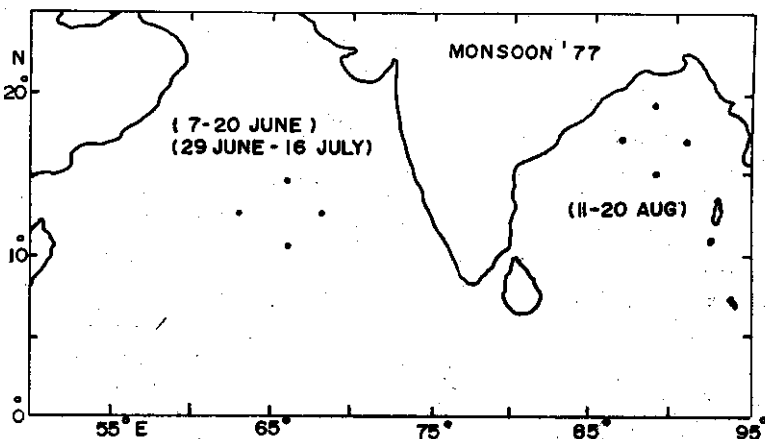 MONSOON '77
N
20°
(7-20 JUNE)
(29 JUNE - 16 JULY)
(11-20 AUG)
10°
0°
55°E 65° 75° 85° 95°